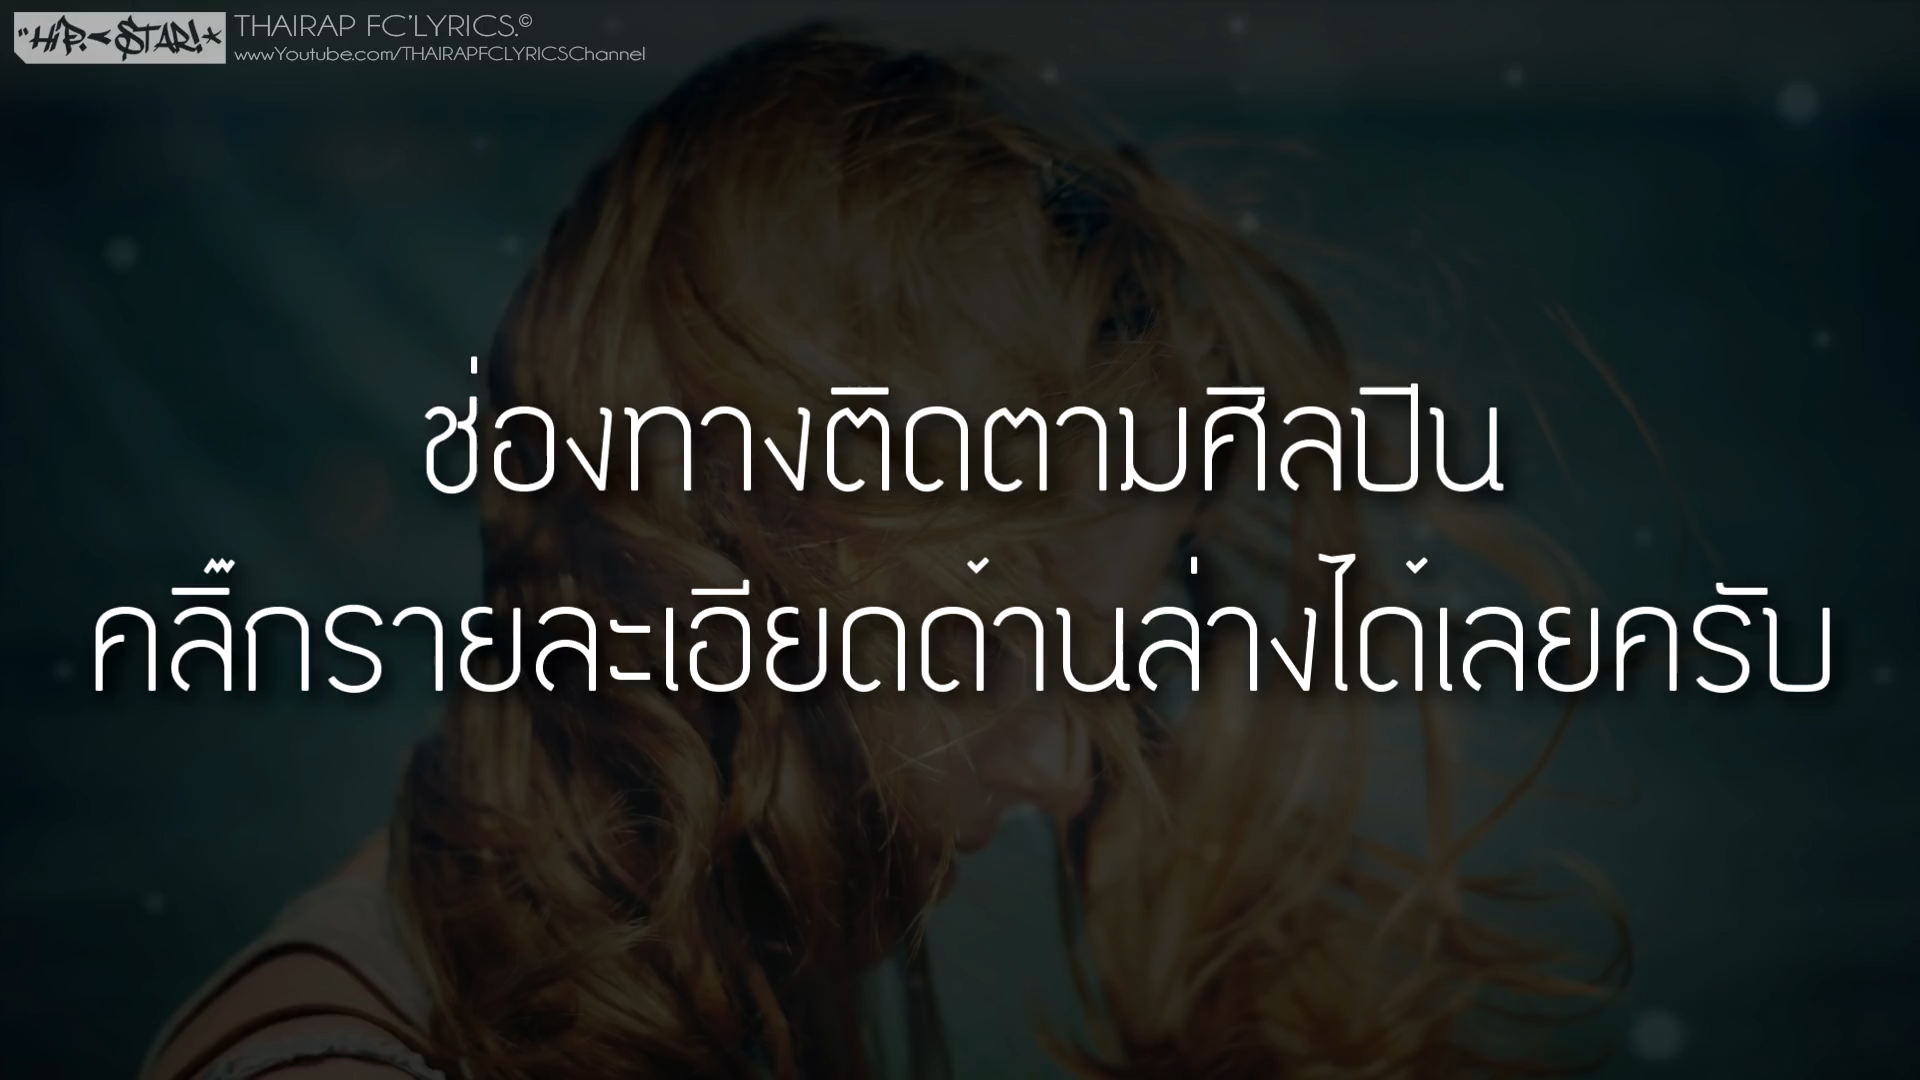 "HIP-STAR!"
THAIRAP FC'LYRICS.©
wwwYoutube.com/THAIRAPFCLYRICSChannel
ช่องทางติดตามศิลปิน
คลิ๊กรายละเอียดด้านล่างได้เลยครับ